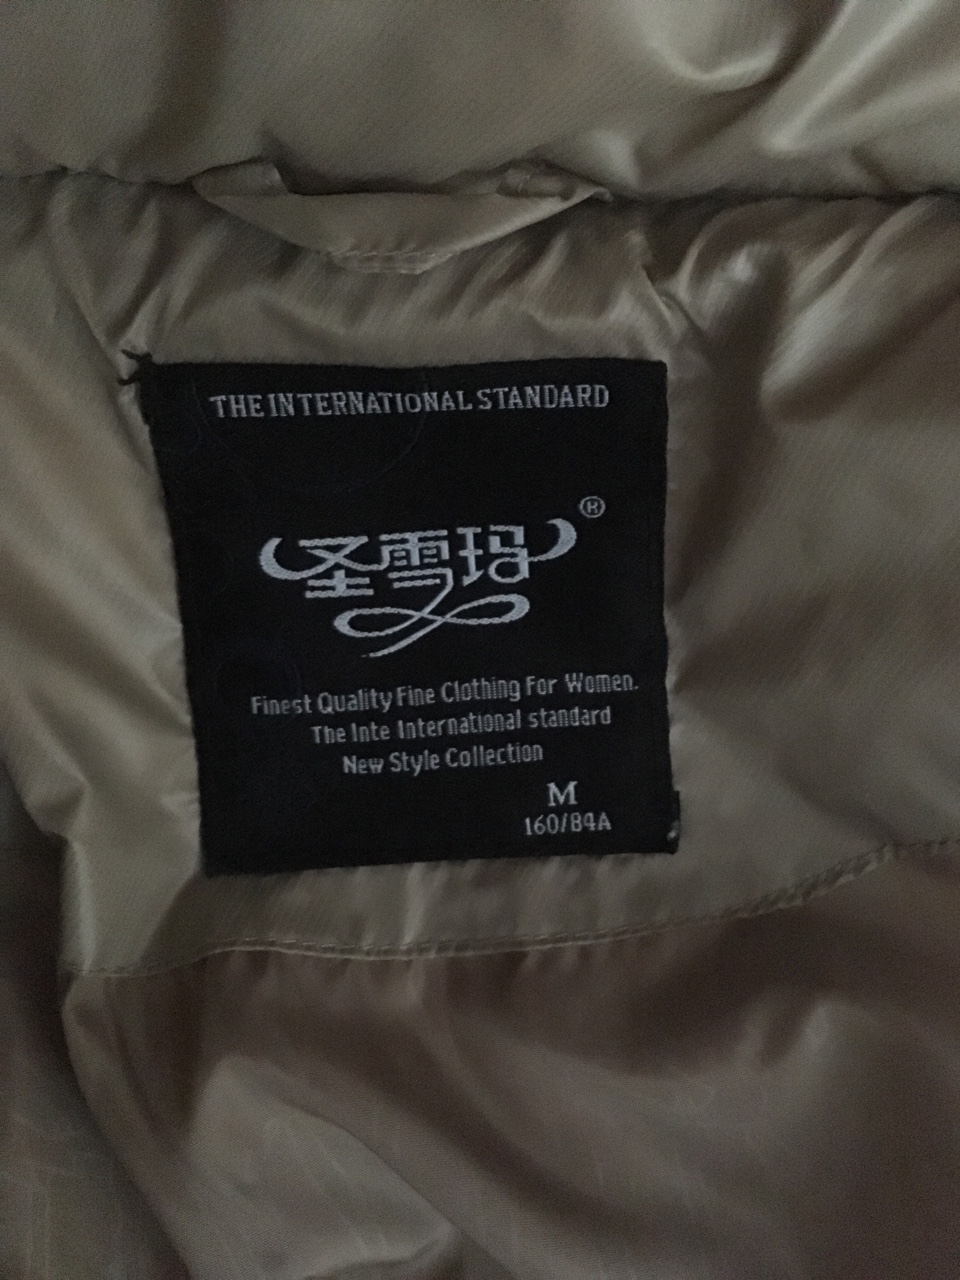 THE INTERNATIONAL STANDARD
圣雪玛®
Finest Quality Fine Clothing For Women.
The Inte International standard
New Style Collection
M
160/84A